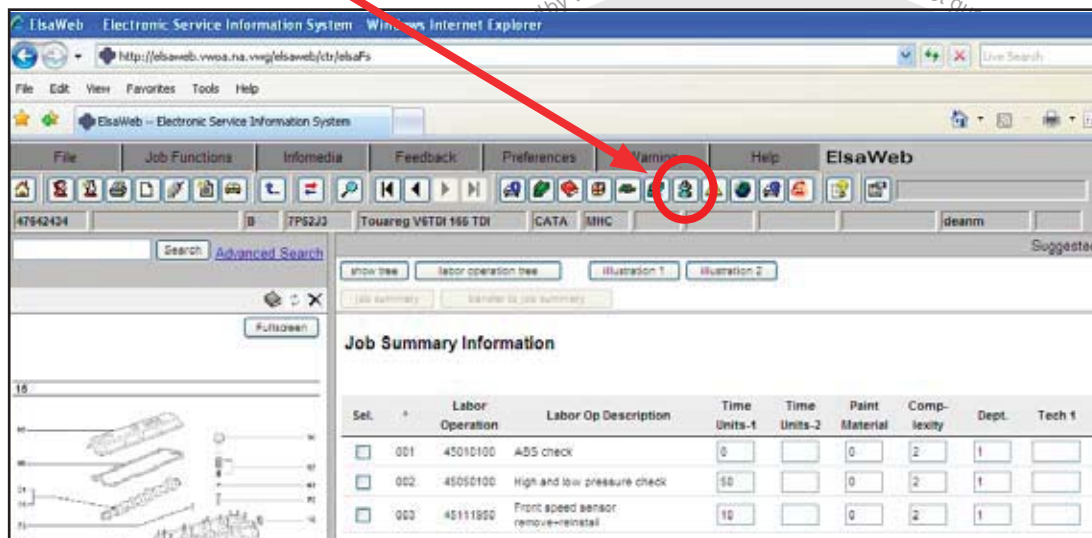 by
ElsaWeb Electronic Service Information System Windows Internet Explorer
http://elsaweb.vwoa.na.vwg/elsaweb/ctr/elsaFs
Live Search
File Edit View Favorites Tools Help
ElsaWeb -- Electronic Service Information System
File Job Functions Infomedia Feedback Preferences Warning Help ElsaWeb
47642434 B 7P62J3 Touareg V6TDI 165 TDI CATA MHC deanm
Search Advanced Search Suggested
show tree labor operation tree illustration 1 illustration 2
job summary transfer to job summary
Fullscreen
Job Summary Information
15
Sel. * Labor Operation Labor Op Description Time Units-1 Time Units-2 Paint Material Comp-lexity Dept. Tech 1
001 45010100 ABS check 0 0 2 1
002 45050100 High and low pressure check 50 0 2 1
003 45111950 Front speed sensor remove+reinstall 10 0 2 1